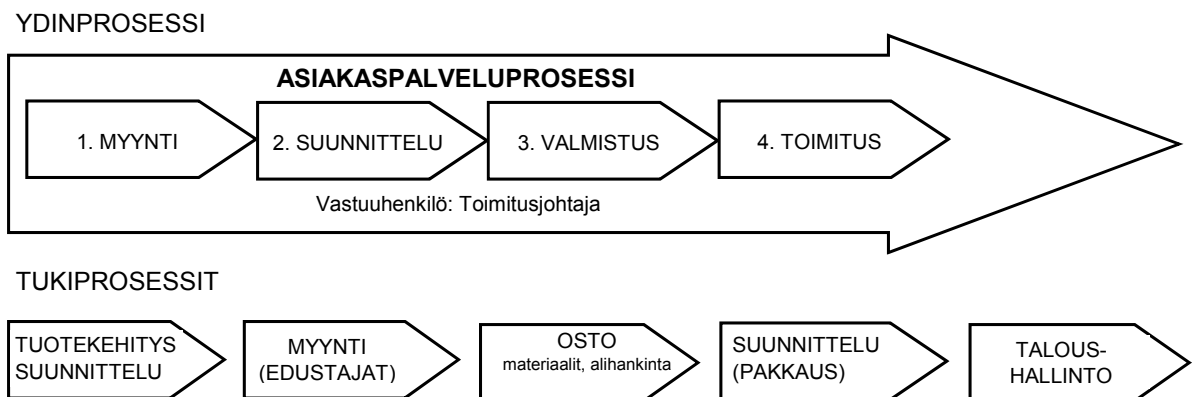 YDINPROSESSI
ASIAKASPALVELUPROSESSI
1. MYYNTI
2. SUUNNITTELU
3. VALMISTUS
4. TOIMITUS
Vastuuhenkilö: Toimitusjohtaja
TUKIPROSESSIT
TUOTEKEHITYS
SUUNNITTELU
MYYNTI
(EDUSTAJAT)
OSTO
materiaalit, alihankinta
SUUNNITTELU
(PAKKAUS)
TALOUS-
HALLINTO